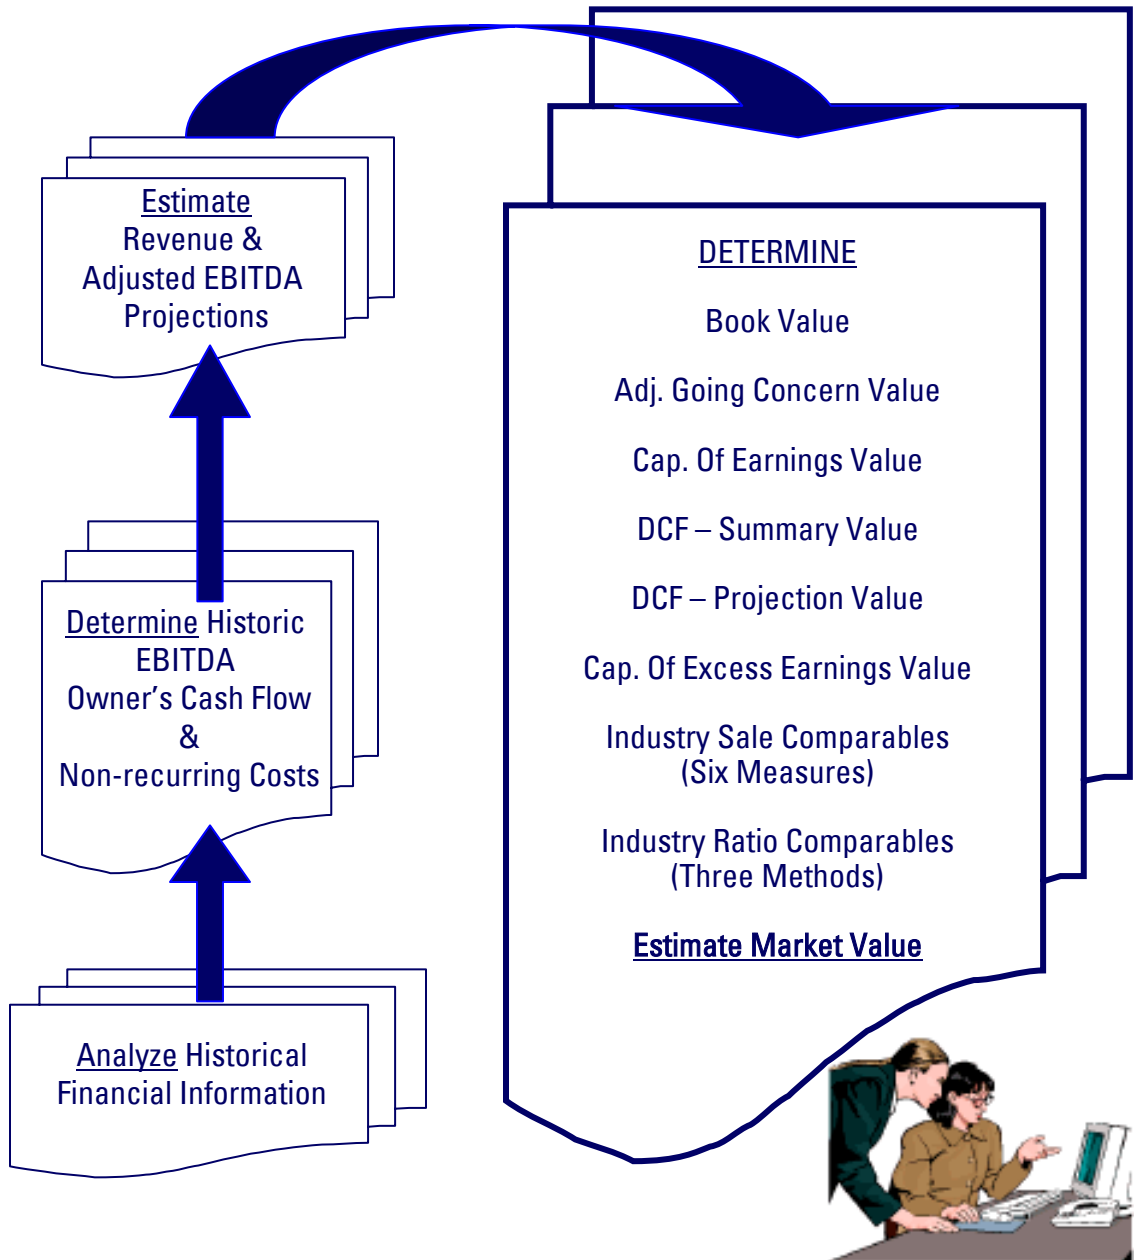 Estimate
Revenue &
Adjusted EBITDA
Projections
Determine Historic
EBITDA
Owner's Cash Flow
&
Non-recurring Costs
Analyze Historical
Financial Information
DETERMINE
Book Value
Adj. Going Concern Value
Cap. Of Earnings Value
DCF – Summary Value
DCF – Projection Value
Cap. Of Excess Earnings Value
Industry Sale Comparables
(Six Measures)
Industry Ratio Comparables
(Three Methods)
Estimate Market Value